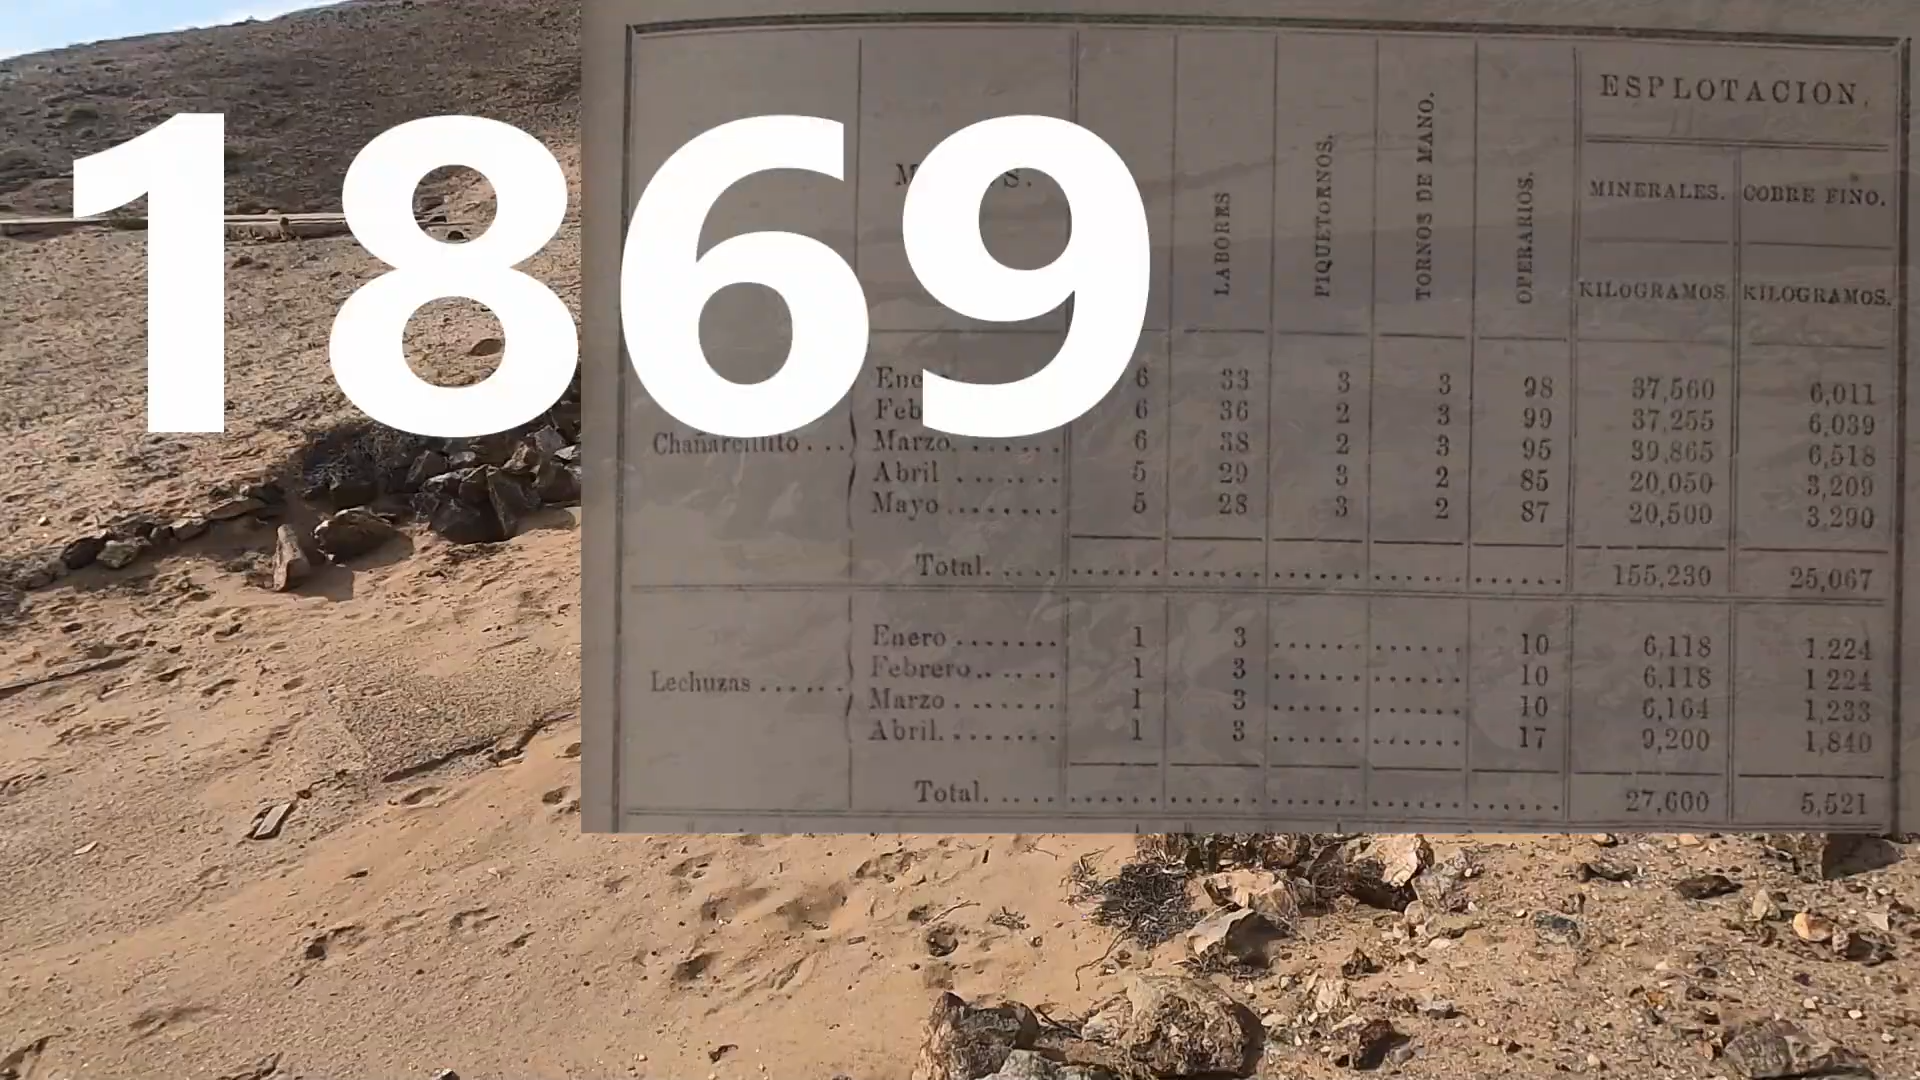 1869
ESPLOTACION.
LABORES
PIQUETORNOS.
TORNOS DE MANO.
OPERARIOS.
MINERALES. COBRE FINO.
KILOGRAMOS. KILOGRAMOS.
6 33 3 3 98 37,560 6,011
6 36 2 3 99 37,255 6,039
Chañarcillito . . . Marzo. . . . . . . 6 38 2 3 95 39,865 6,518
Abril . . . . . . . 5 29 3 2 85 20,050 3,209
Mayo . . . . . . . . 5 28 3 2 87 20,500 3,290
Total. . . . . 155,230 25,067
Enero . . . . . . . 1 3 . . . . . . 10 6,118 1.224
Febrero . . . . . . 1 3 . . . . . . 10 6,118 1 224
Lechuzas . . . . . .
Marzo . . . . . . . 1 3 . . . . . . 10 6,164 1,233
Abril. . . . . . . . 1 3 . . . . . . 17 9,200 1,840
Total. . . . . 27,600 5,521